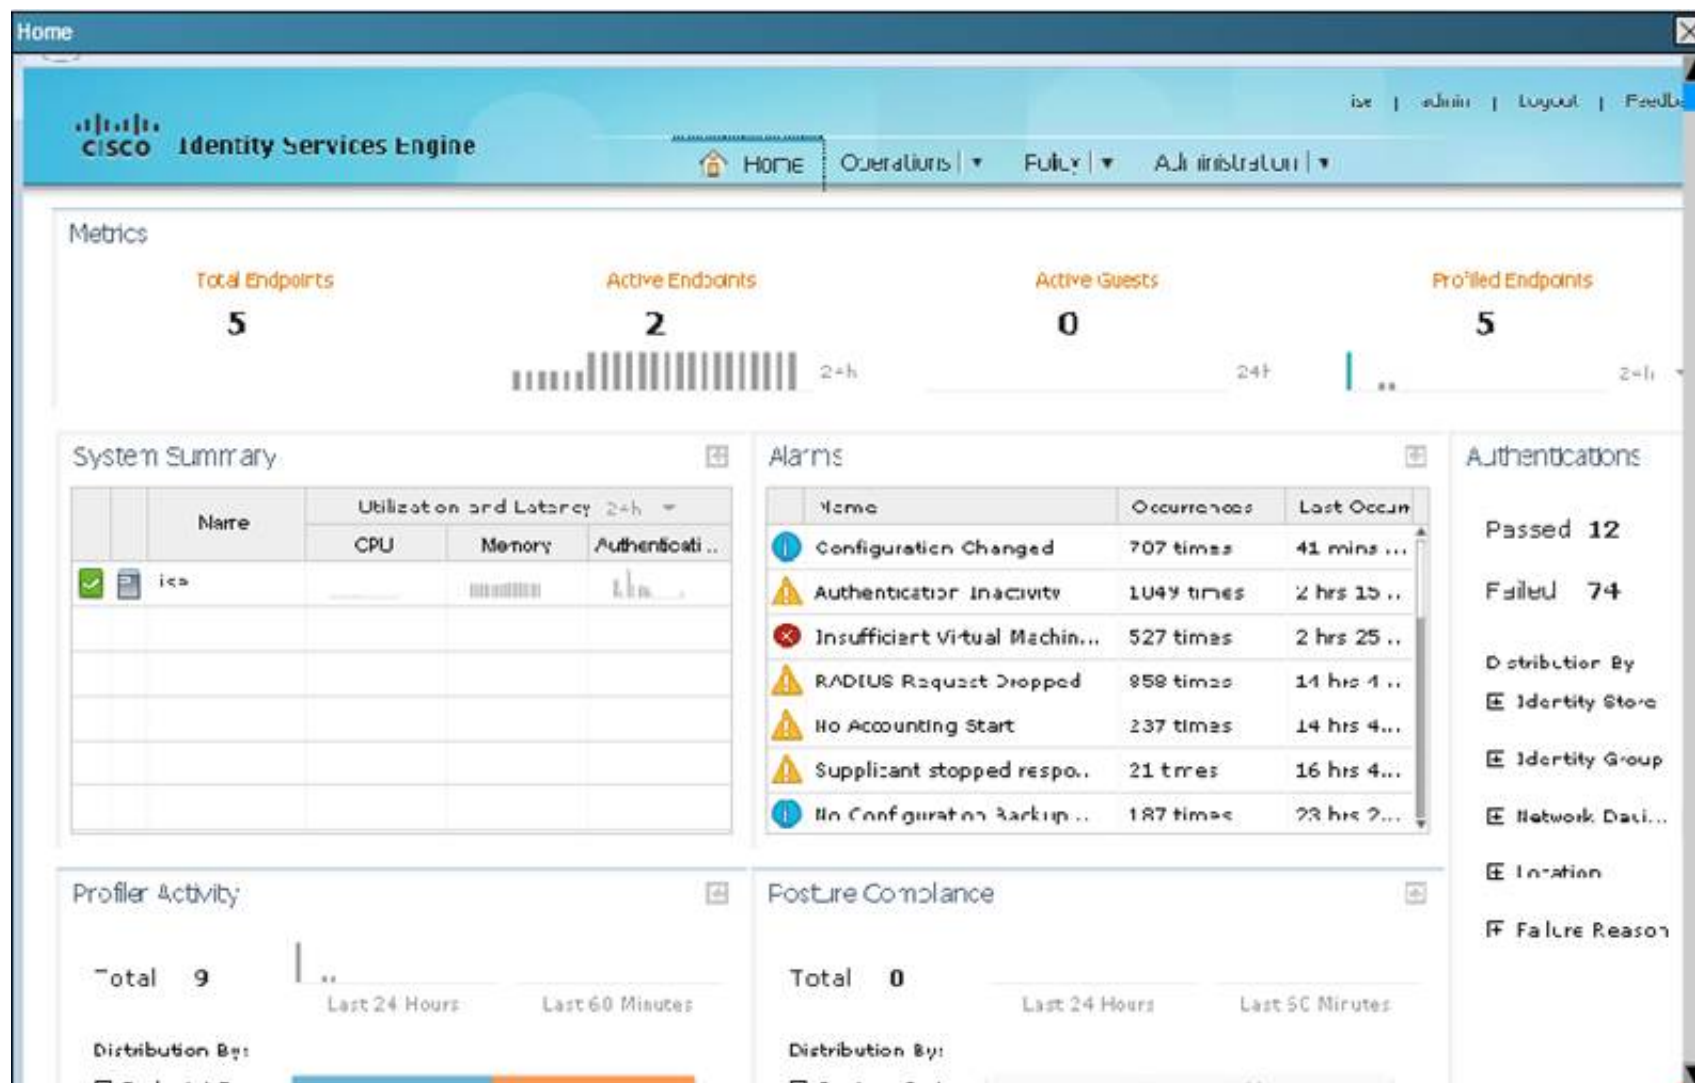 Home
ise | admin | Logout | Feedba
CISCO Identity Services Engine
Home Operations | Policy | Administration |
Metrics
Total Endpoints Active Endpoints Active Guests Profiled Endpoints
5 2 0 5
24h 24h 24h
System Summary Alarms Authentications
Name Utilization and Latency 24h
CPU Memory Authenticati ..
ise
Name Occurrences Last Occurr
Configuration Changed 707 times 41 mins ...
Authentication Inactivity 1049 times 2 hrs 15 ..
Insufficient Virtual Machin... 527 times 2 hrs 25 ..
RADIUS Request Dropped 958 times 14 hrs 4 ..
No Accounting Start 237 times 14 hrs 4...
Supplicant stopped respo.. 21 times 16 hrs 4...
No Configuration Backup ... 187 times 23 hrs 2...
Passed 12
Failed 74
Distribution By
Identity Store
Identity Group
Network Devi...
Location
Failure Reason
Profiler Activity Posture Compliance
Total 9 Total 0
Last 24 Hours Last 60 Minutes Last 24 Hours Last 60 Minutes
Distribution By: Distribution By: